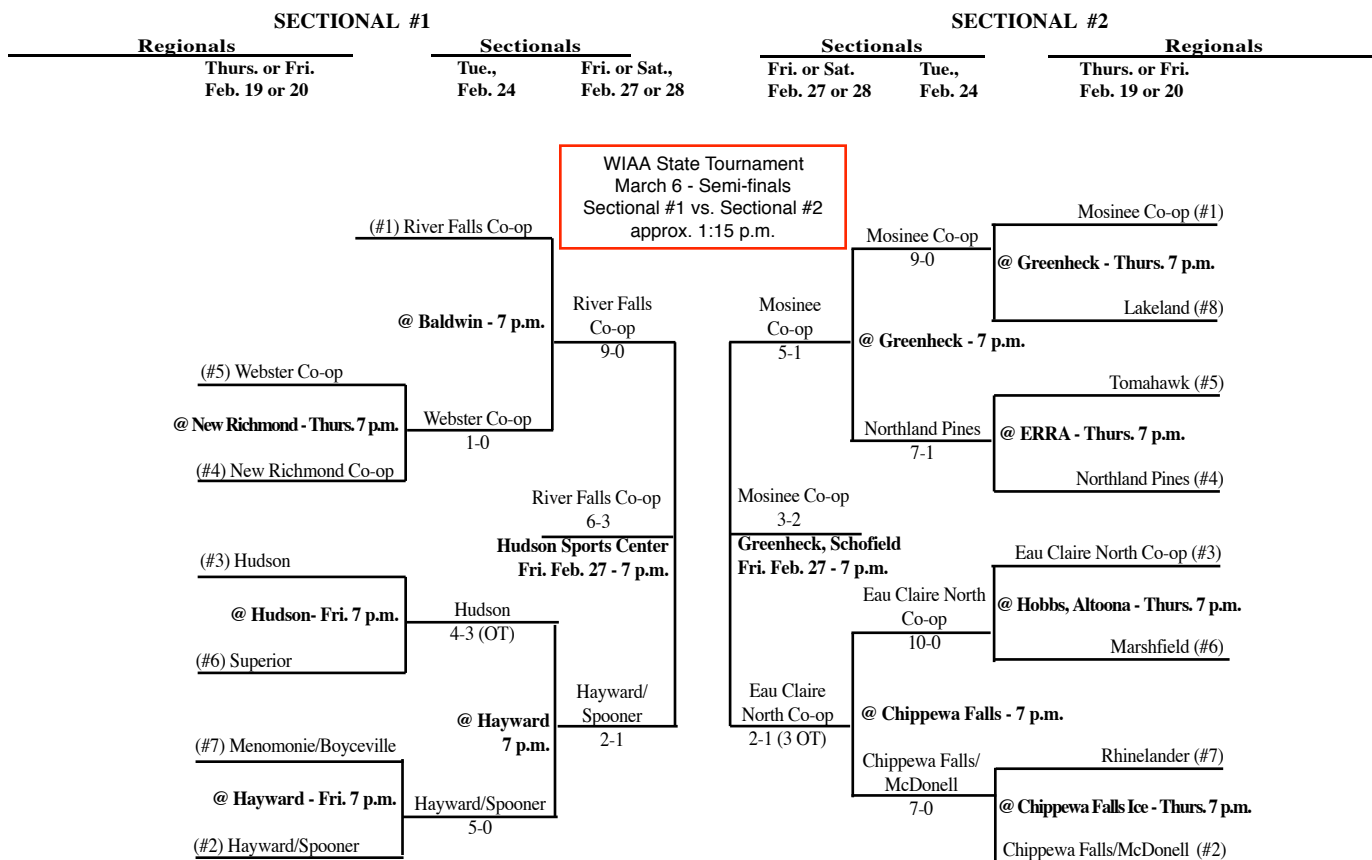 SECTIONAL #1
SECTIONAL #2
Regionals
Sectionals
Sectionals
Regionals
Thurs. or Fri.
Feb. 19 or 20
Tue.,
Feb. 24
Fri. or Sat.,
Feb. 27 or 28
Fri. or Sat.
Feb. 27 or 28
Tue.,
Feb. 24
Thurs. or Fri.
Feb. 19 or 20
WIAA State Tournament
March 6 - Semi-finals
Sectional #1 vs. Sectional #2
approx. 1:15 p.m.
(#1) River Falls Co-op
@ Baldwin - 7 p.m.
River Falls
Co-op
9-0
(#5) Webster Co-op
@ New Richmond - Thurs. 7 p.m.
Webster Co-op
1-0
(#4) New Richmond Co-op
River Falls Co-op
6-3
Hudson Sports Center
Fri. Feb. 27 - 7 p.m.
(#3) Hudson
@ Hudson- Fri. 7 p.m.
Hudson
4-3 (OT)
(#6) Superior
@ Hayward
7 p.m.
Hayward/
Spooner
2-1
(#7) Menomonie/Boyceville
@ Hayward - Fri. 7 p.m.
Hayward/Spooner
5-0
(#2) Hayward/Spooner
Mosinee Co-op (#1)
Mosinee Co-op
9-0
@ Greenheck - Thurs. 7 p.m.
Lakeland (#8)
Mosinee
Co-op
5-1
@ Greenheck - 7 p.m.
Tomahawk (#5)
Northland Pines
7-1
@ ERRA - Thurs. 7 p.m.
Northland Pines (#4)
Mosinee Co-op
3-2
Greenheck, Schofield
Fri. Feb. 27 - 7 p.m.
Eau Claire North Co-op (#3)
Eau Claire North
Co-op
10-0
@ Hobbs, Altoona - Thurs. 7 p.m.
Marshfield (#6)
Eau Claire
North Co-op
2-1 (3 OT)
@ Chippewa Falls - 7 p.m.
Rhinelander (#7)
Chippewa Falls/
McDonell
7-0
@ Chippewa Falls Ice - Thurs. 7 p.m.
Chippewa Falls/McDonell (#2)